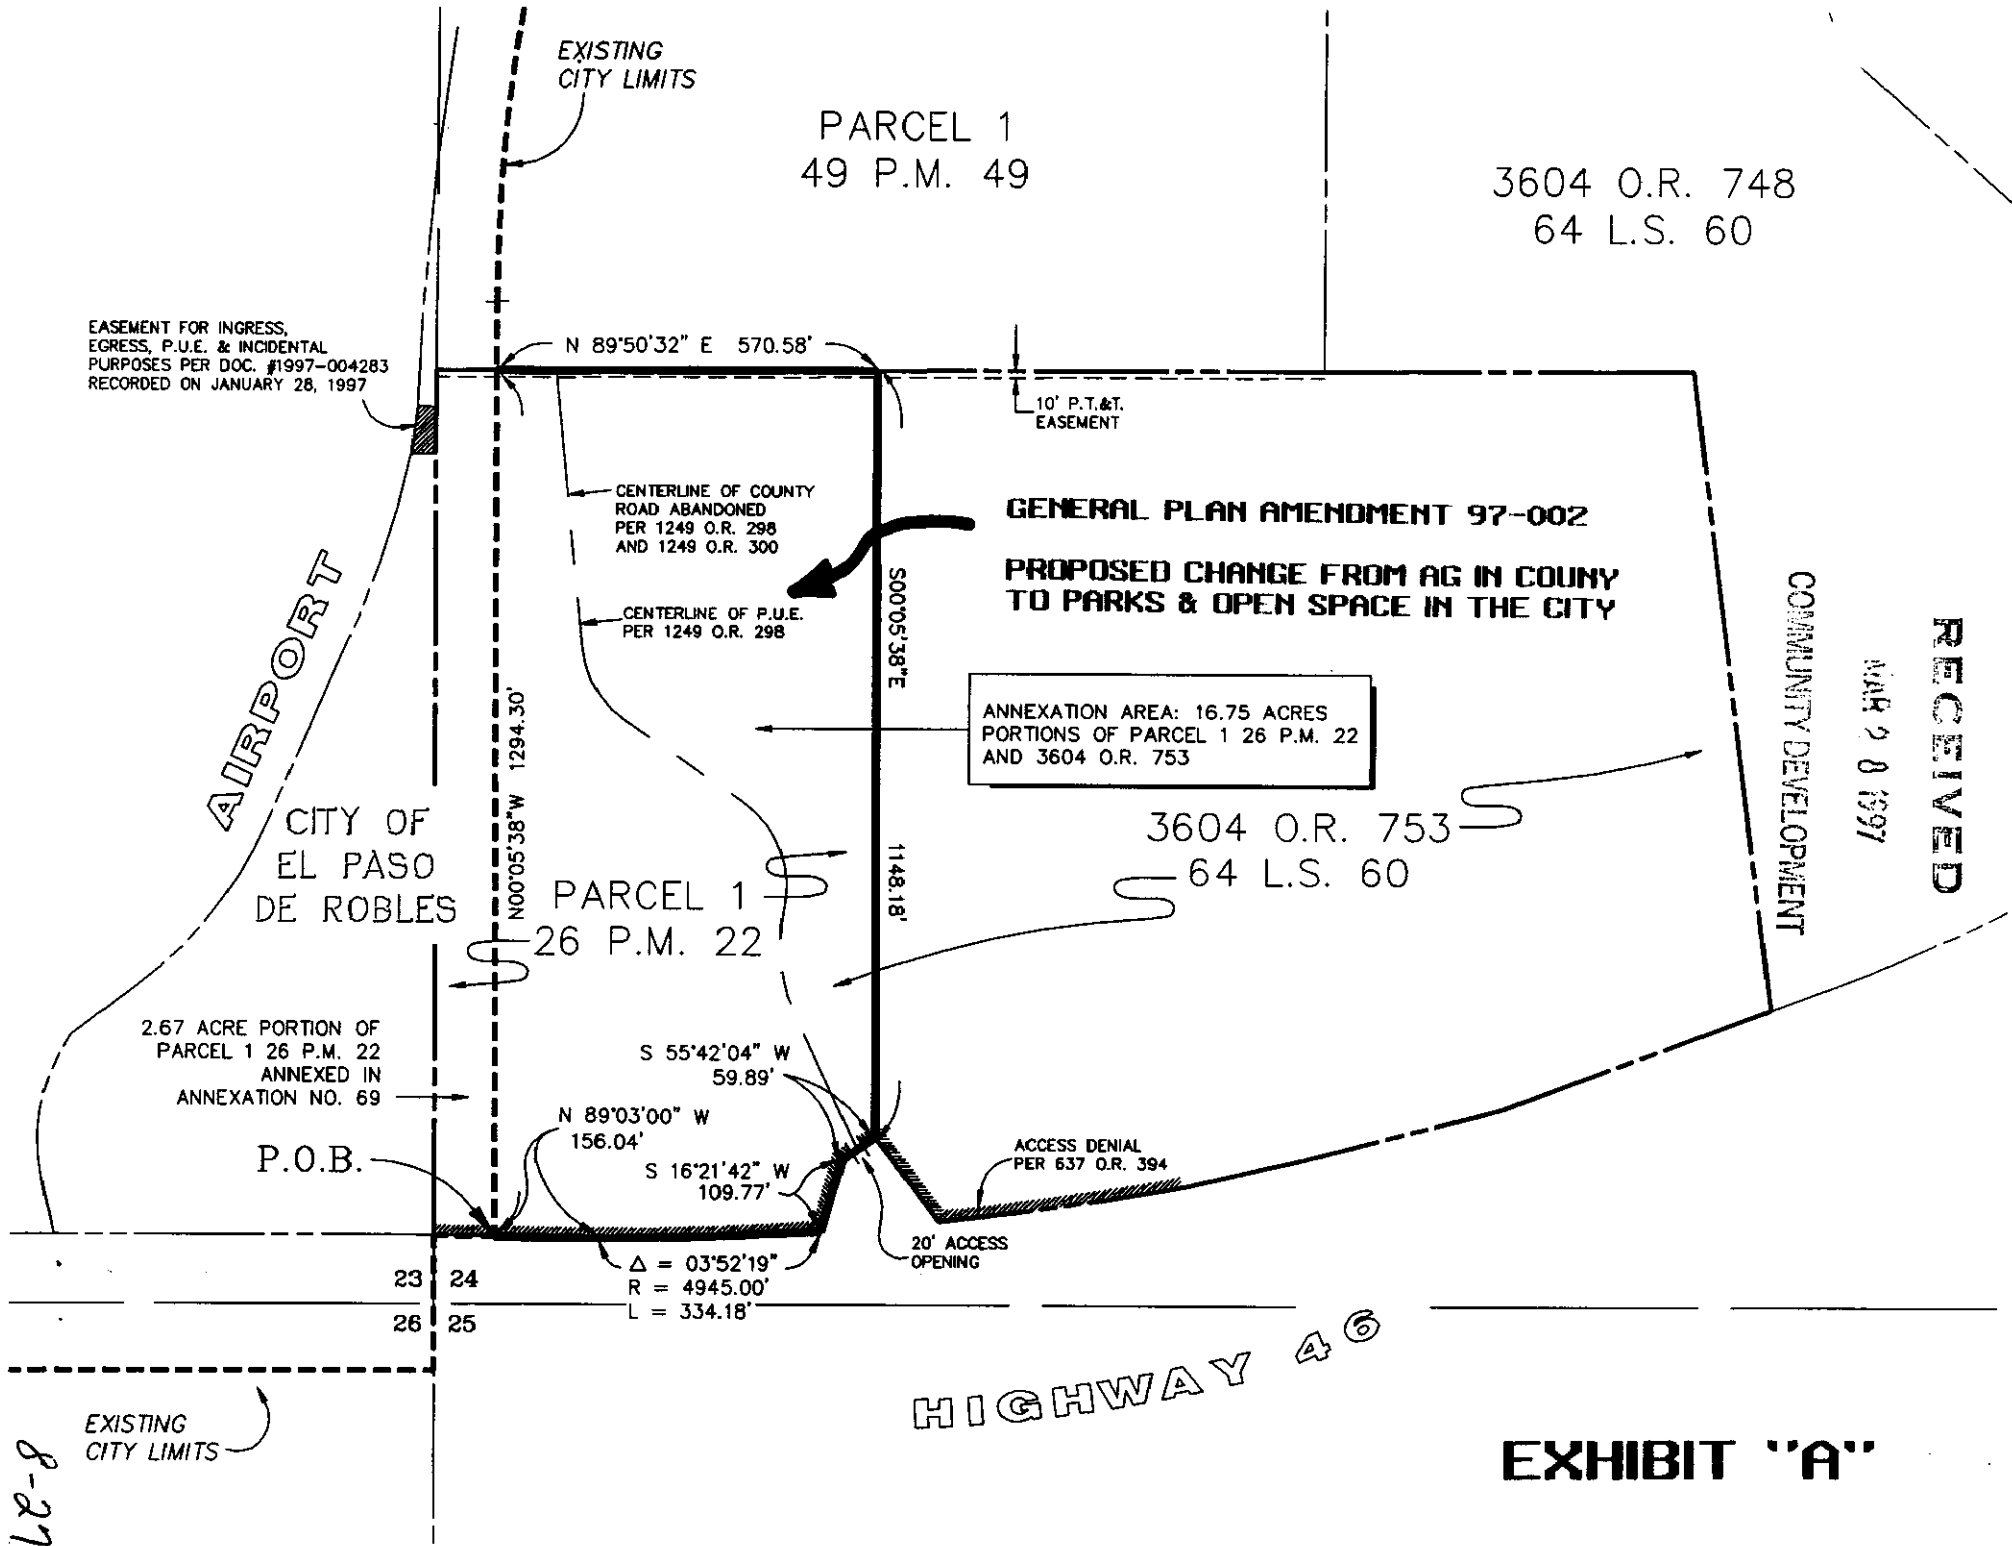 EXISTING
CITY LIMITS
PARCEL 1
49 P.M. 49
3604 O.R. 748
64 L.S. 60
EASEMENT FOR INGRESS,
EGRESS, P.U.E. & INCIDENTAL
PURPOSES PER DOC. #1997-004283
RECORDED ON JANUARY 28, 1997
N 89°50'32" E 570.58'
10' P.T.&T.
EASEMENT
CENTERLINE OF COUNTY
ROAD ABANDONED
PER 1249 O.R. 298
AND 1249 O.R. 300
GENERAL PLAN AMENDMENT 97-002
PROPOSED CHANGE FROM AG IN COUNY
TO PARKS & OPEN SPACE IN THE CITY
CENTERLINE OF P.U.E.
PER 1249 O.R. 298
S00°05'38"E
1148.18'
N00°05'38"W 1294.30'
AIRPORT
ANNEXATION AREA: 16.75 ACRES
PORTIONS OF PARCEL 1 26 P.M. 22
AND 3604 O.R. 753
RECEIVED
MAR 28 1997
COMMUNITY DEVELOPMENT
CITY OF
EL PASO
DE ROBLES
PARCEL 1
26 P.M. 22
3604 O.R. 753
64 L.S. 60
2.67 ACRE PORTION OF
PARCEL 1 26 P.M. 22
ANNEXED IN
ANNEXATION NO. 69
S 55°42'04" W
59.89'
N 89°03'00" W
156.04'
P.O.B.
S 16°21'42" W
109.77'
ACCESS DENIAL
PER 637 O.R. 394
20' ACCESS
OPENING
Δ = 03°52'19"
R = 4945.00'
L = 334.18'
23 24
26 25
HIGHWAY 46
EXISTING
CITY LIMITS
EXHIBIT "A"
8-27